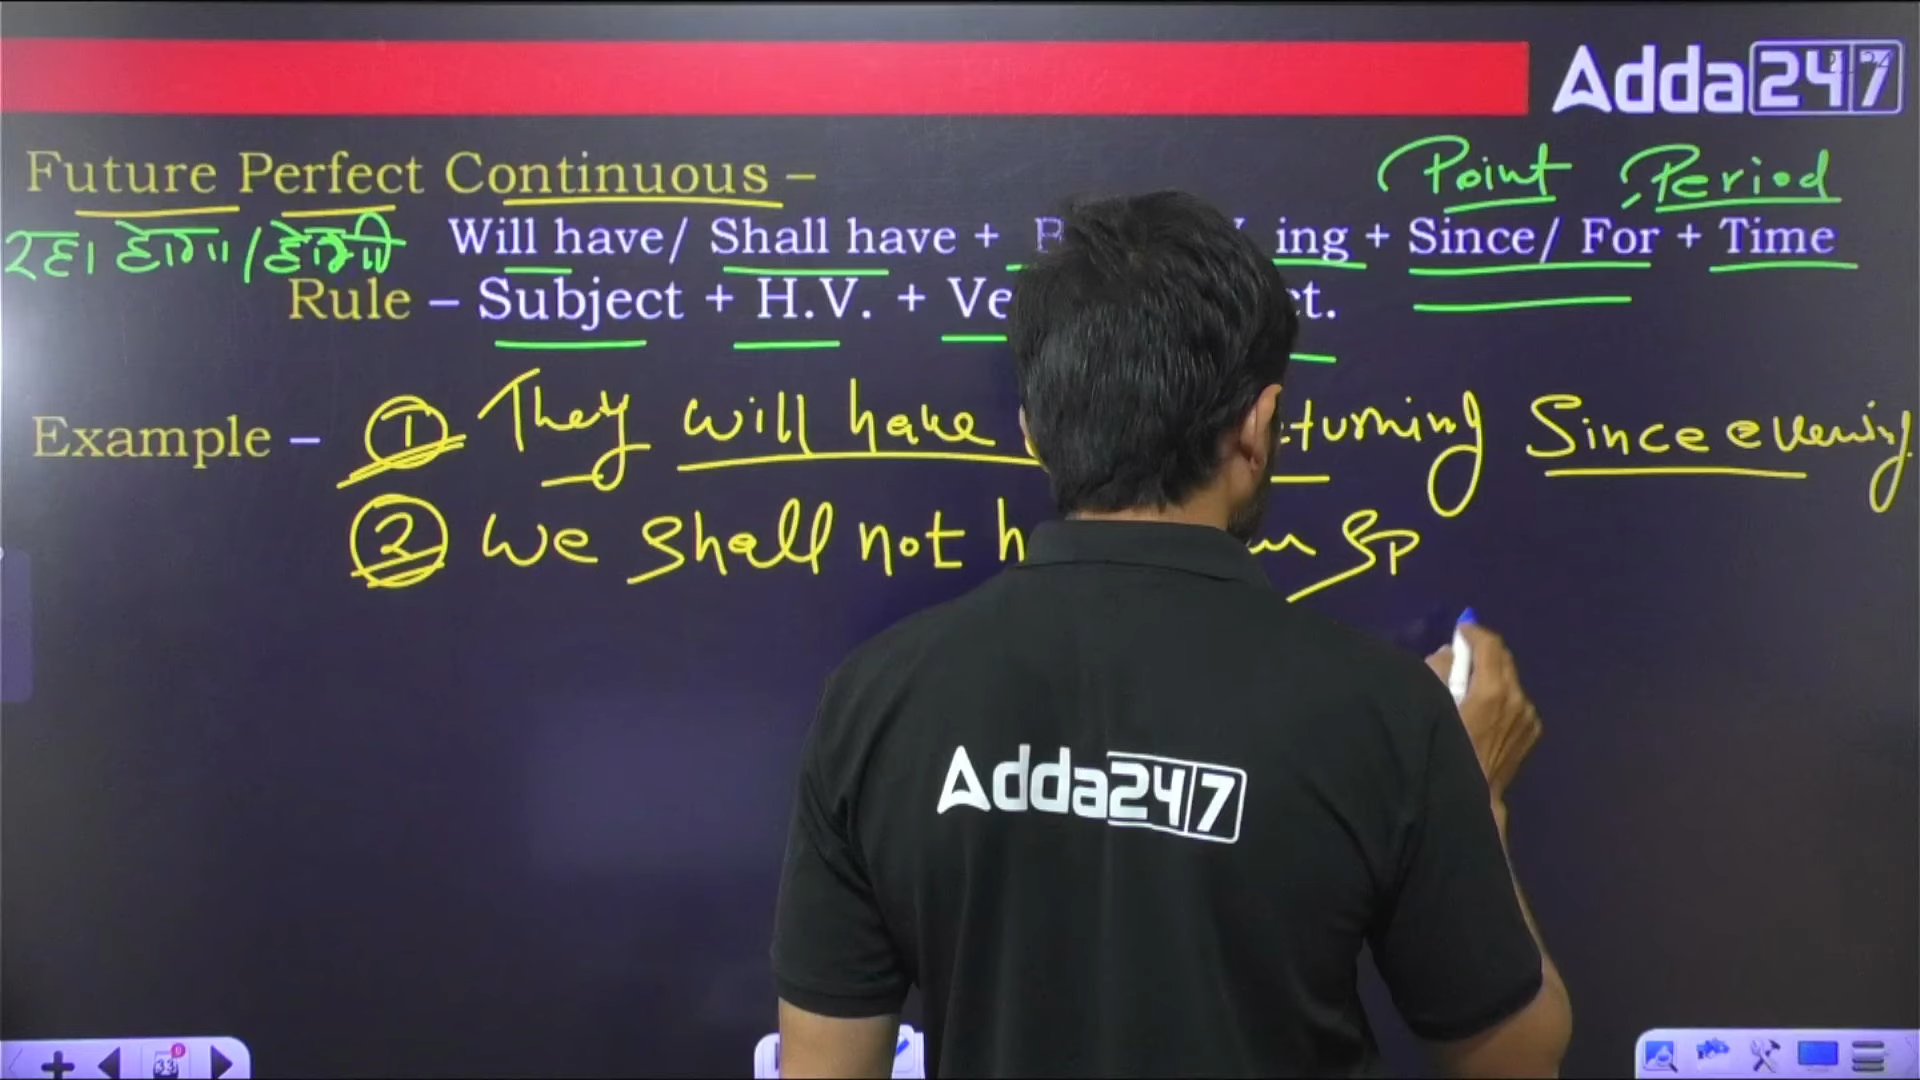 Adda247
Future Perfect Continuous –
Point Period
रहा होगा/होगी
Will have/ Shall have + ing + Since/ For + Time
Rule – Subject + H.V. +
Example – ① They will have Since evening.
② We shall not
Adda247
33